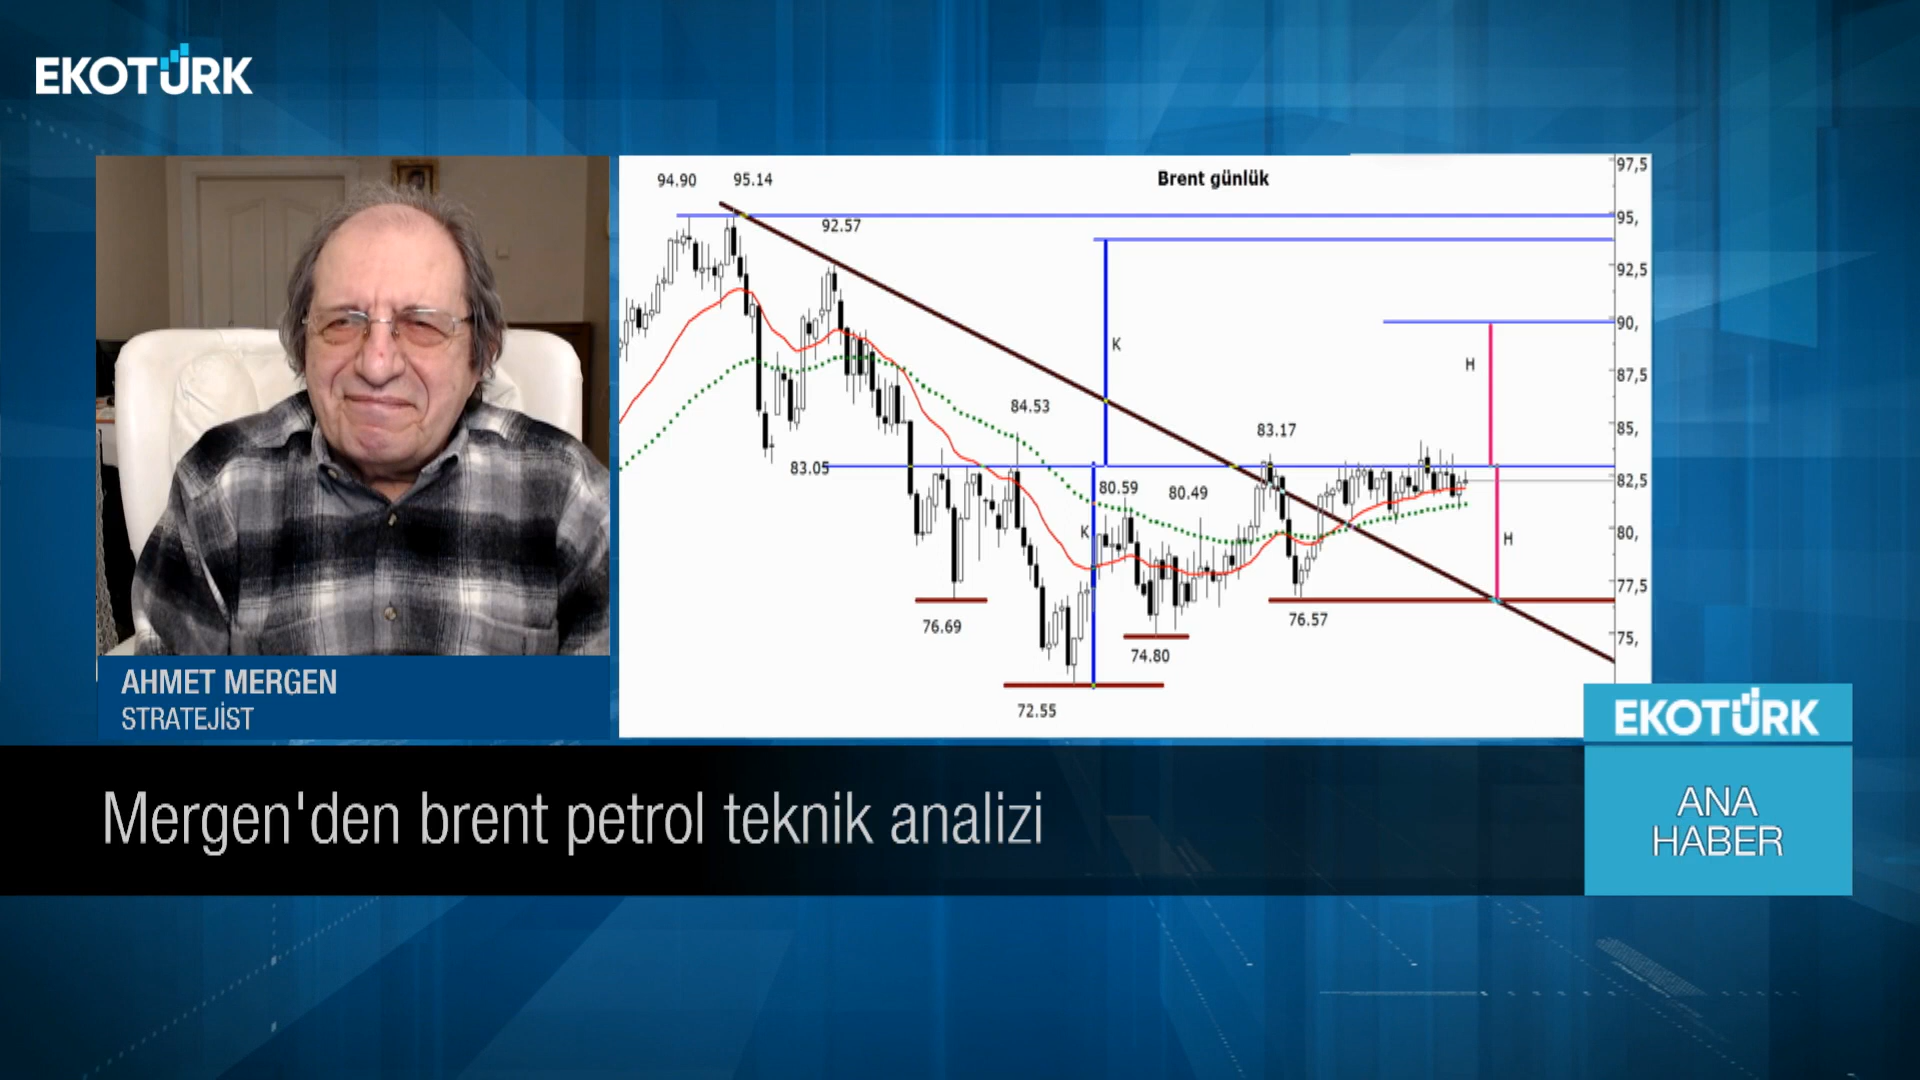 EKOTÜRK
Brent günlük
94.90
95.14
92.57
84.53
83.05
83.17
80.59
80.49
76.69
76.57
74.80
72.55
K
K
H
H
97,5
95,
92,5
90,
87,5
85,
82,5
80,
77,5
75,
AHMET MERGEN
STRATEJİST
EKOTÜRK
ANA
HABER
Mergen'den brent petrol teknik analizi